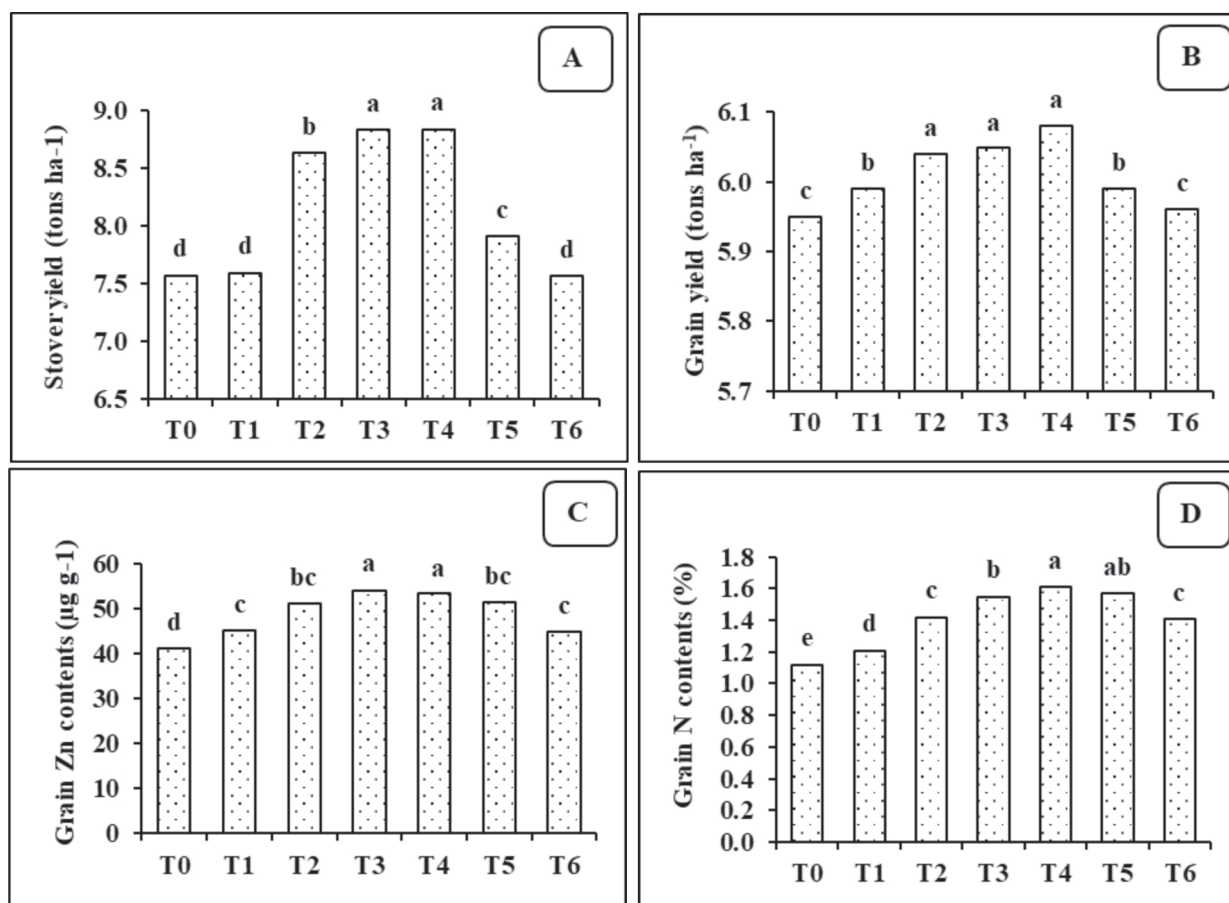 A
Stover yield (tons ha-1)
9.0
8.5
8.0
7.5
7.0
6.5
d
d
b
a
a
c
d
T0 T1 T2 T3 T4 T5 T6
B
Grain yield (tons ha⁻¹)
6.1
6.0
5.9
5.8
5.7
c
b
a
a
a
b
c
T0 T1 T2 T3 T4 T5 T6
C
Grain Zn contents (µg g-1)
60
50
40
30
20
10
0
d
c
bc
a
a
bc
c
T0 T1 T2 T3 T4 T5 T6
D
Grain N contents (%)
1.8
1.6
1.4
1.2
1.0
0.8
0.6
0.4
0.2
0.0
e
d
c
b
a
ab
c
T0 T1 T2 T3 T4 T5 T6